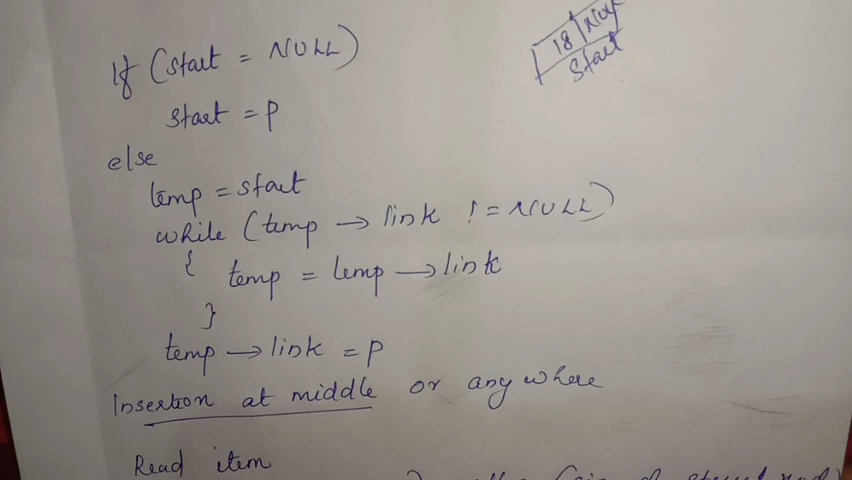 18 | NULL
Start
If (start = NULL)
start = P
else
temp = start
while (temp → link != NULL)
{ temp = temp → link
}
temp → link = P
Insertion at middle or any where
Read item